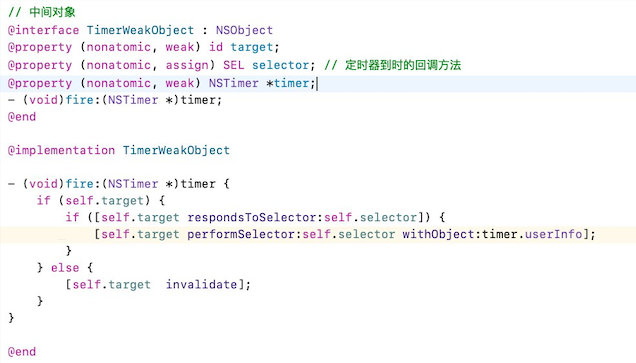 // 中间对象
@interface TimerWeakObject : NSObject
@property (nonatomic, weak) id target;
@property (nonatomic, assign) SEL selector; // 定时器到时的回调方法
@property (nonatomic, weak) NSTimer *timer;
- (void)fire:(NSTimer *)timer;
@end

@implementation TimerWeakObject

- (void)fire:(NSTimer *)timer {
    if (self.target) {
        if ([self.target respondsToSelector:self.selector]) {
            [self.target performSelector:self.selector withObject:timer.userInfo];
        }
    } else {
        [self.target  invalidate];
    }
}

@end